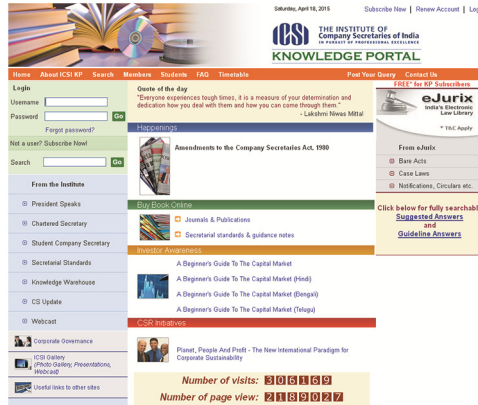 Saturday, April 18, 2015
Subscribe Now | Renew Account | Log
ICSI
THE INSTITUTE OF
Company Secretaries of India
IN PURSUIT OF PROFESSIONAL EXCELLENCE
KNOWLEDGE PORTAL
Home About ICSI KP Search Members Students FAQ Timetable Post Your Query Contact Us
Login
Username
Password Go
Forgot password?
Not a user? Subscribe Now!
Search Go
From the Institute
President Speaks
Chartered Secretary
Student Company Secretary
Secretarial Standards
Knowledge Warehouse
CS Update
Webcast
Corporate Governance
ICSI Gallery
(Photo Gallery, Presentations,
Webcast)
Useful links to other sites
Quote of the day
"Everyone experiences tough times, it is a measure of your determination and
dedication how you deal with them and how you can come through them."
- Lakshmi Niwas Mittal
Happenings
Amendments to the Company Secretaries Act, 1980
Buy Book Online
Journals & Publications
Secretarial standards & guidance notes
Investor Awareness
A Beginner's Guide To The Capital Market
A Beginner's Guide To The Capital Market (Hindi)
A Beginner's Guide To The Capital Market (Bengali)
A Beginner's Guide To The Capital Market (Telugu)
CSR Initiatives
Planet, People And Profit - The New International Paradigm for
Corporate Sustainability
Number of visits: 306169
Number of page view: 2189027
FREE* for KP Subscribers
eJurix
India's Electronic
Law Library
* T&C Apply
From eJurix
Bare Acts
Case Laws
Notifications, Circulars etc.
Click below for fully searchabl
Suggested Answers
and
Guideline Answers